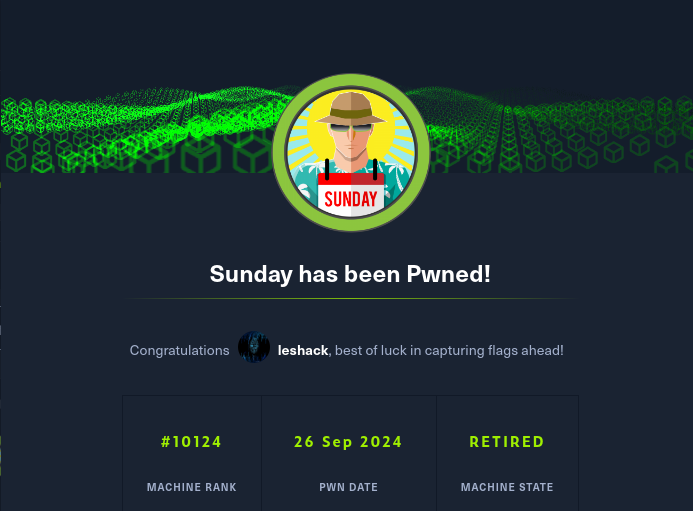 SUNDAY
Sunday has been Pwned!
Congratulations leshack, best of luck in capturing flags ahead!
#10124 26 Sep 2024 RETIRED
MACHINE RANK PWN DATE MACHINE STATE